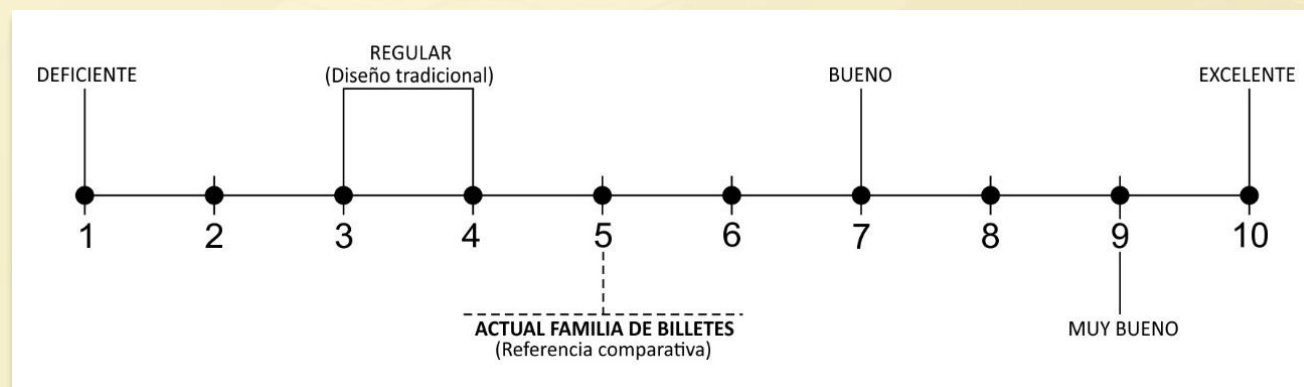 REGULAR
DEFICIENTE
(Diseño tradicional)
BUENO
EXCELENTE
1 2 3 4 5 6 7 8 9 10
ACTUAL FAMILIA DE BILLETES
MUY BUENO
(Referencia comparativa)